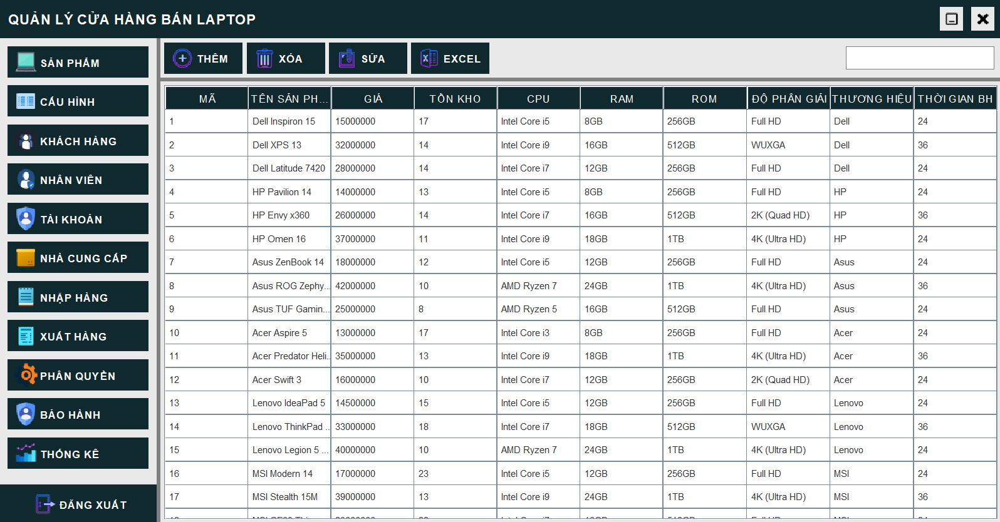 QUẢN LÝ CỬA HÀNG BÁN LAPTOP
SẢN PHẨM
CẤU HÌNH
KHÁCH HÀNG
NHÂN VIÊN
TÀI KHOẢN
NHÀ CUNG CẤP
NHẬP HÀNG
XUẤT HÀNG
PHÂN QUYỀN
BẢO HÀNH
THỐNG KÊ
ĐĂNG XUẤT
THÊM XÓA SỬA EXCEL
MÃ TÊN SẢN PH... GIÁ TỒN KHO CPU RAM ROM ĐỘ PHÂN GIẢI THƯƠNG HIỆU THỜI GIAN BH
1 Dell Inspiron 15 15000000 17 Intel Core i5 8GB 256GB Full HD Dell 24
2 Dell XPS 13 32000000 14 Intel Core i9 16GB 512GB WUXGA Dell 36
3 Dell Latitude 7420 28000000 14 Intel Core i7 12GB 256GB Full HD Dell 24
4 HP Pavilion 14 14000000 13 Intel Core i5 8GB 256GB Full HD HP 24
5 HP Envy x360 26000000 14 Intel Core i7 16GB 512GB 2K (Quad HD) HP 36
6 HP Omen 16 37000000 11 Intel Core i9 18GB 1TB 4K (Ultra HD) HP 24
7 Asus ZenBook 14 18000000 12 Intel Core i5 12GB 256GB Full HD Asus 24
8 Asus ROG Zephy... 42000000 10 AMD Ryzen 7 24GB 1TB 4K (Ultra HD) Asus 36
9 Asus TUF Gamin... 25000000 8 AMD Ryzen 5 16GB 512GB Full HD Asus 24
10 Acer Aspire 5 13000000 17 Intel Core i3 8GB 256GB Full HD Acer 24
11 Acer Predator Heli... 35000000 13 Intel Core i9 18GB 1TB 4K (Ultra HD) Acer 36
12 Acer Swift 3 16000000 10 Intel Core i7 12GB 256GB 2K (Quad HD) Acer 24
13 Lenovo IdeaPad 5 14500000 15 Intel Core i5 12GB 256GB Full HD Lenovo 24
14 Lenovo ThinkPad ... 33000000 18 Intel Core i7 18GB 512GB WUXGA Lenovo 36
15 Lenovo Legion 5 ... 40000000 10 AMD Ryzen 7 24GB 1TB 4K (Ultra HD) Lenovo 24
16 MSI Modern 14 17000000 23 Intel Core i5 12GB 256GB Full HD MSI 24
17 MSI Stealth 15M 39000000 13 Intel Core i9 24GB 1TB 4K (Ultra HD) MSI 36